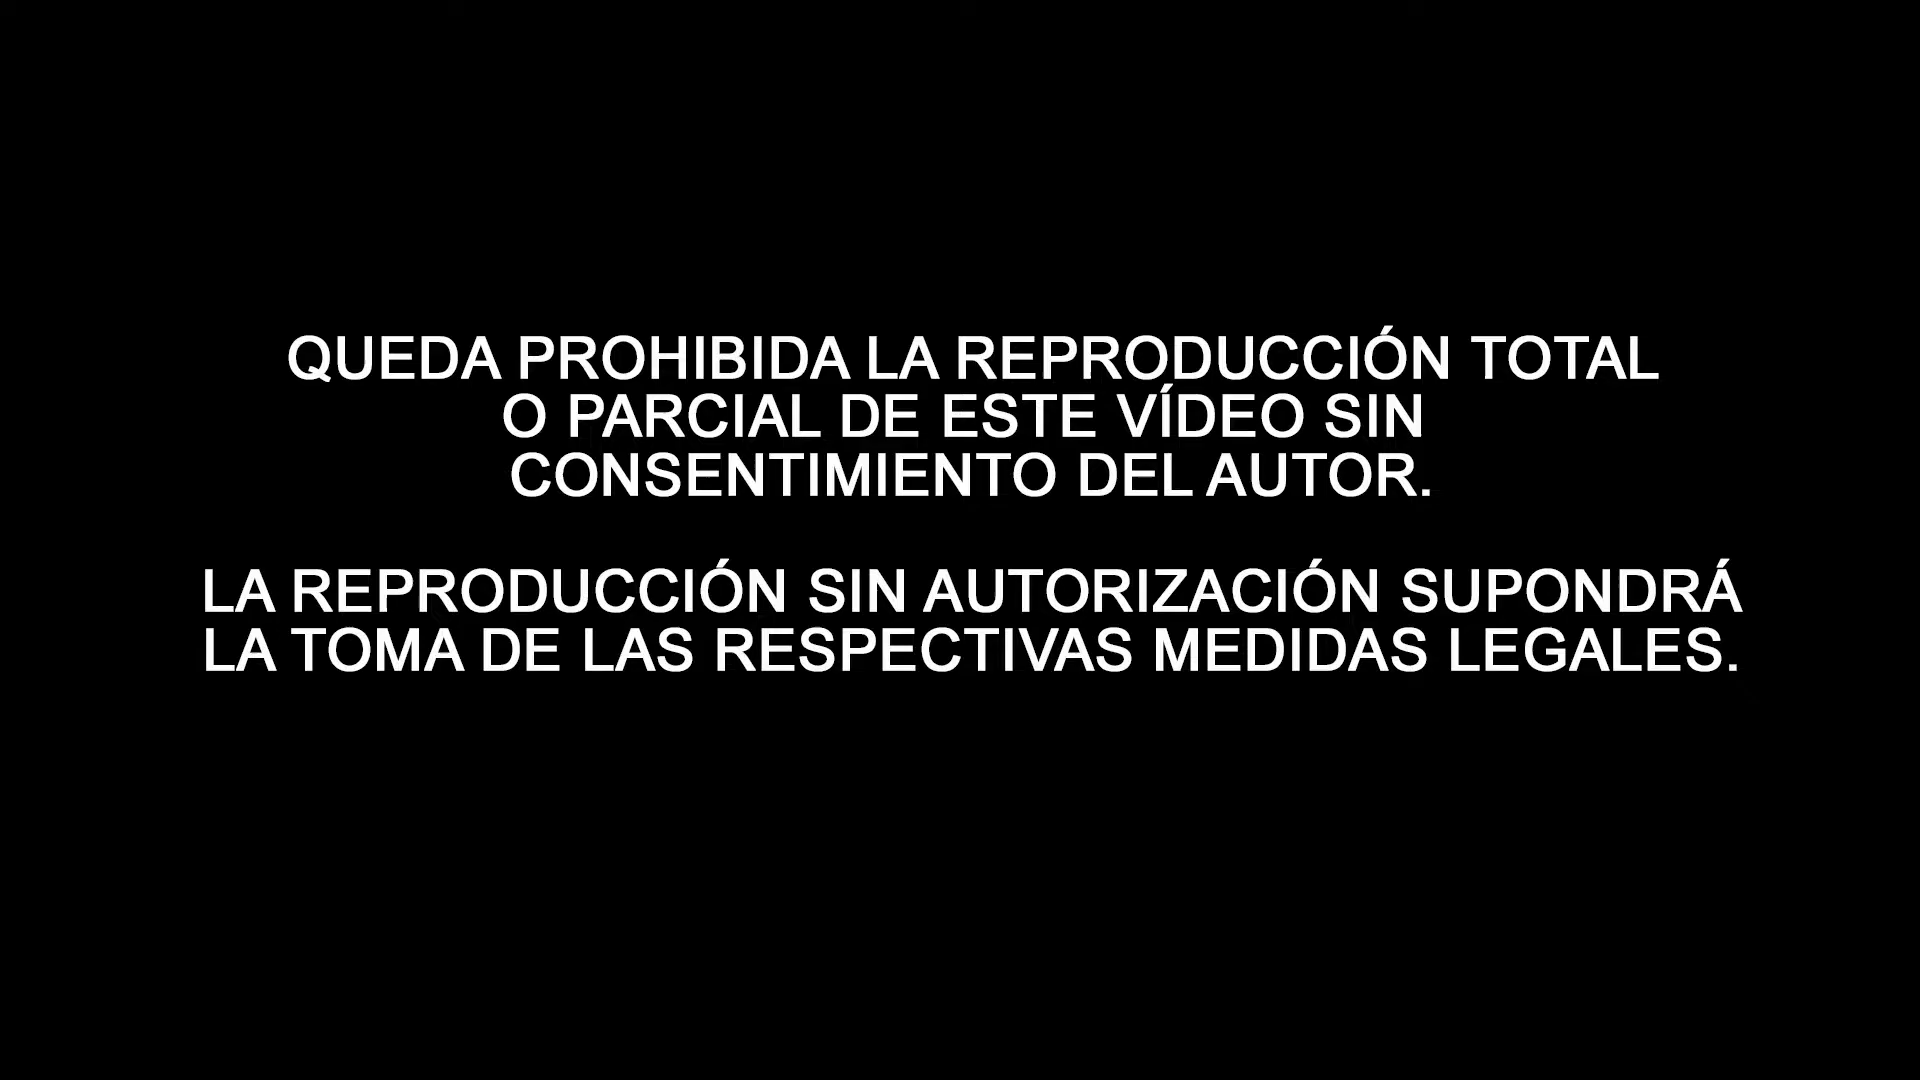 QUEDA PROHIBIDA LA REPRODUCCIÓN TOTAL
O PARCIAL DE ESTE VÍDEO SIN
CONSENTIMIENTO DEL AUTOR.
LA REPRODUCCIÓN SIN AUTORIZACIÓN SUPONDRÁ
LA TOMA DE LAS RESPECTIVAS MEDIDAS LEGALES.